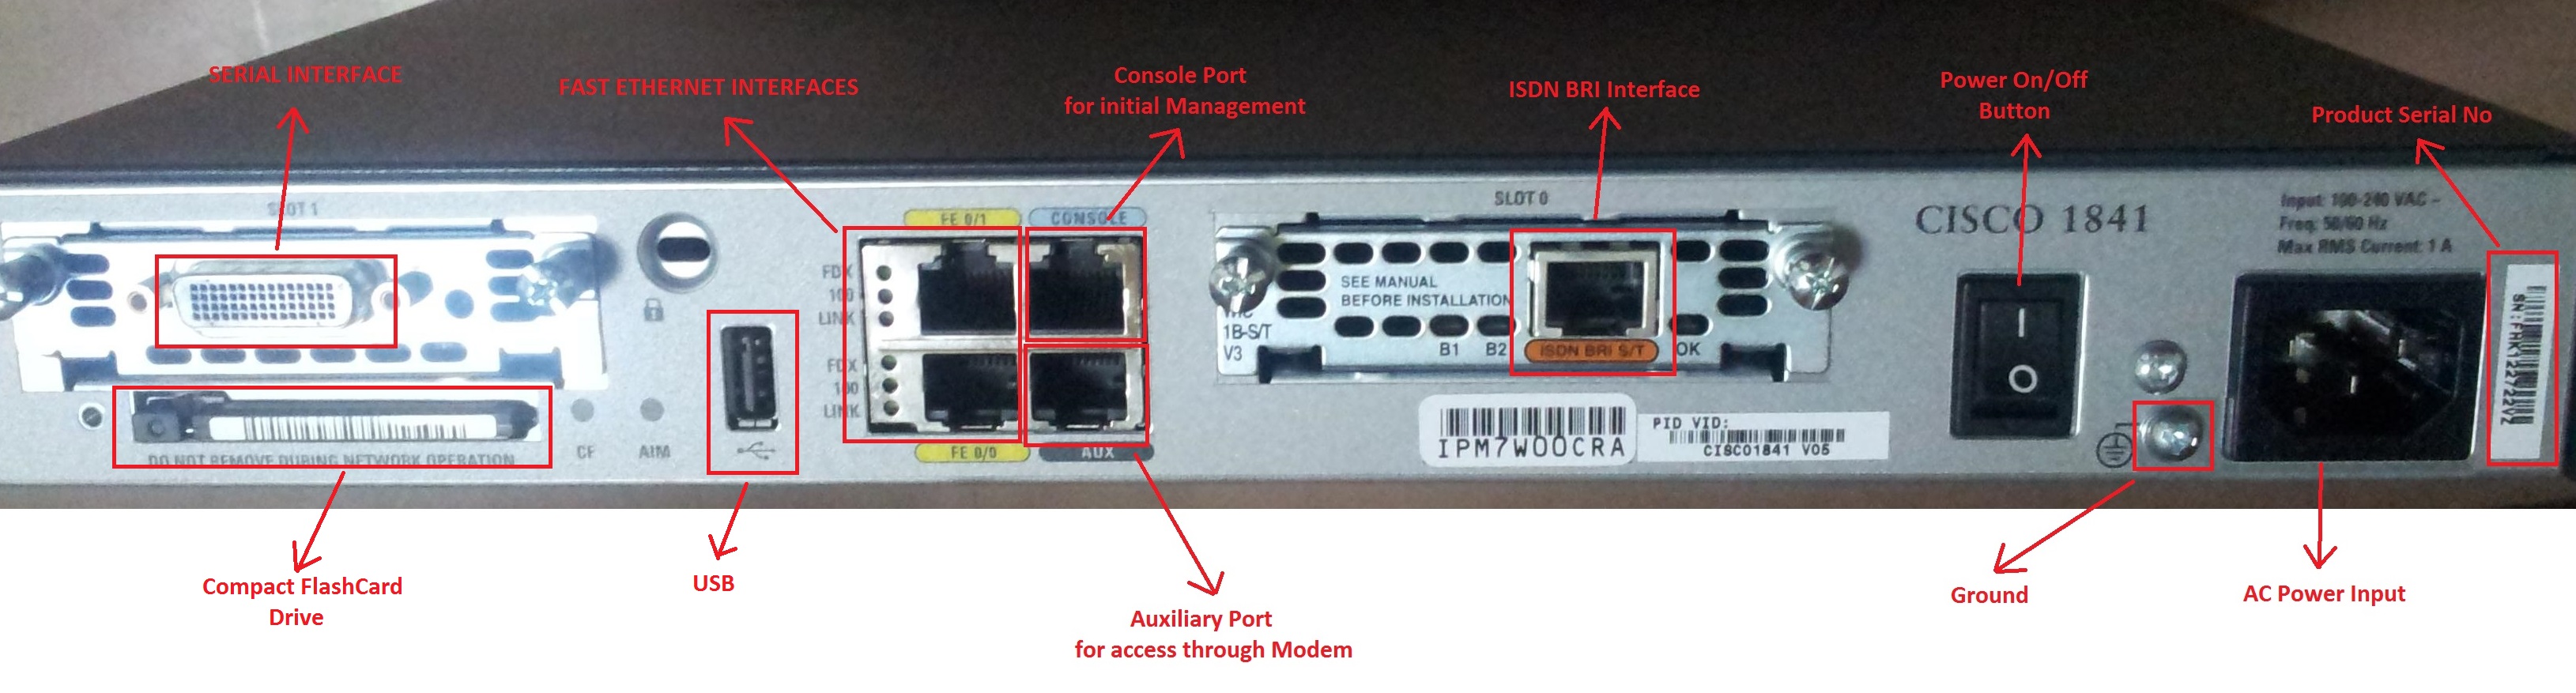 SERIAL INTERFACE
FAST ETHERNET INTERFACES
Console Port
for initial Management
ISDN BRI Interface
Power On/Off
Button
Product Serial No
SLOT 1
FE 0/1
CONSOLE
SLOT 0
CISCO 1841
Input: 100-240 VAC ~
Freq: 50/60 Hz
Max RMS Current: 1 A
FDX
100
LINK
SEE MANUAL
BEFORE INSTALLATION
WIC
1B-S/T
V3
B1
B2
ISDN BRI S/T
OK
I
O
FDX
100
LINK
DO NOT REMOVE DURING NETWORK OPERATION
CF
AIM
FE 0/0
AUX
IPM7W00CRA
PID VID:
CISCO1841 V05
SN:FHK122722VZ
Compact FlashCard
Drive
USB
Auxiliary Port
for access through Modem
Ground
AC Power Input